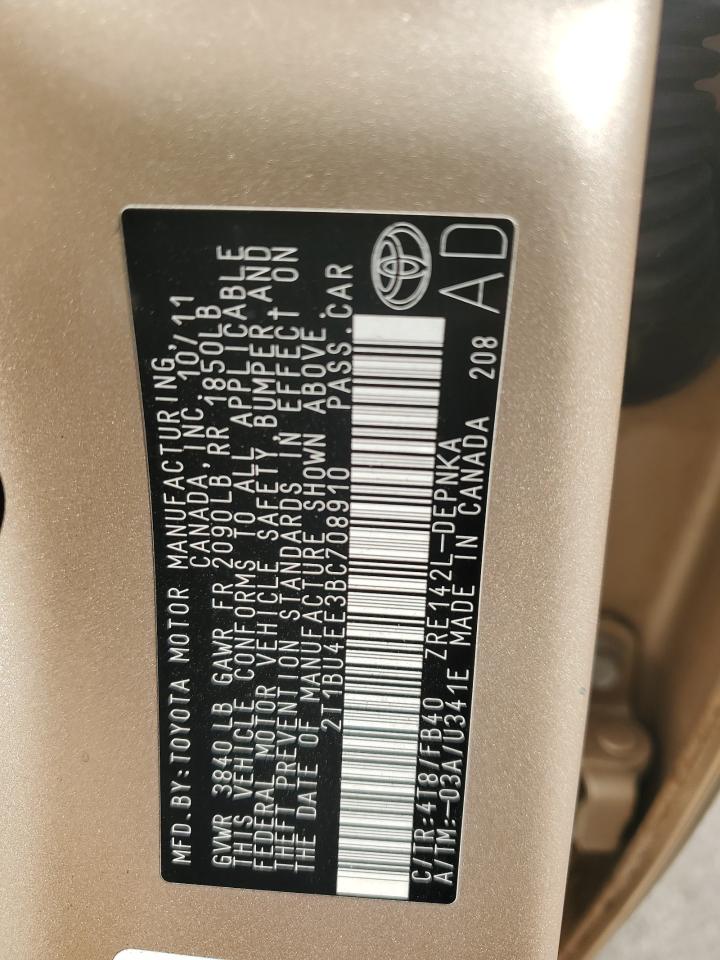 MFD.BY:TOYOTA MOTOR MANUFACTURING,
CANADA, INC. 10/11
GVWR 3840 LB GAWR FR 2090LB RR 1850LB
THIS VEHICLE CONFORMS TO ALL APPLICABLE
FEDERAL MOTOR VEHICLE SAFETY, BUMPER, AND
THEFT PREVENTION STANDARDS IN EFFECT ON
THE DATE OF MANUFACTURE SHOWN ABOVE.
2T1BU4EE3BC708910 PASS.CAR
C/TR:4T8/FB40 ZRE142L-DEPNKA
A/TM:-03A/U341E MADE IN CANADA 208
AD